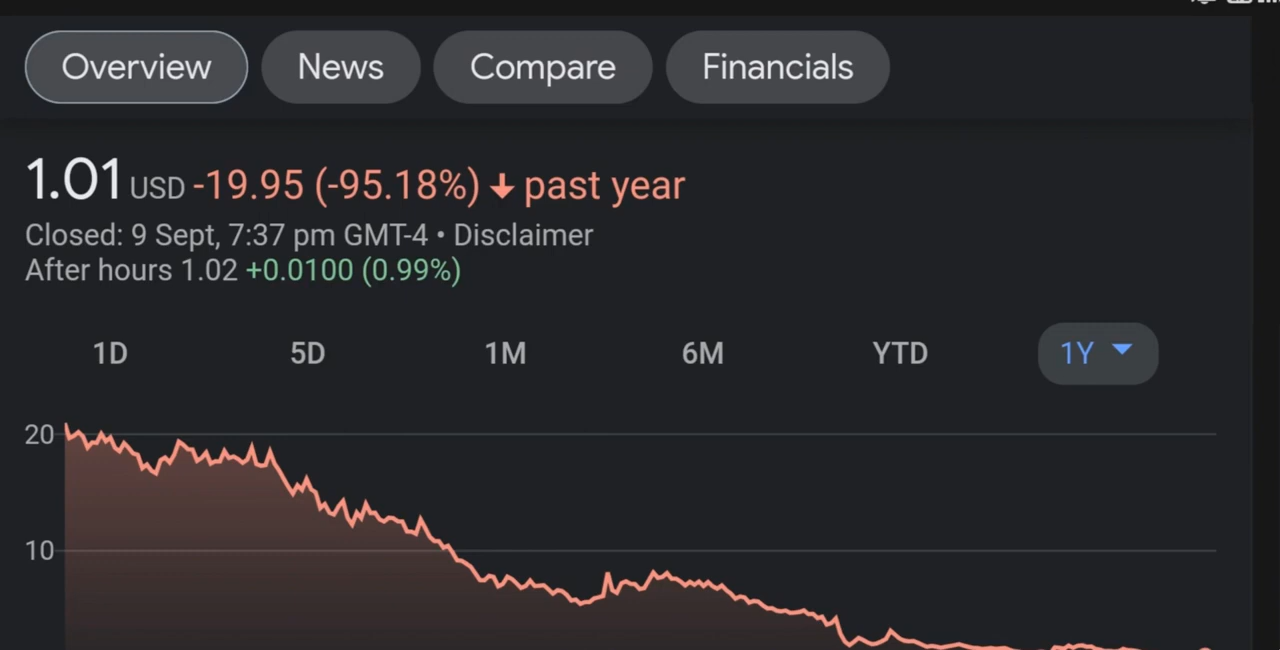 Overview News Compare Financials
1.01 USD -19.95 (-95.18%) ↓ past year
Closed: 9 Sept, 7:37 pm GMT-4 • Disclaimer
After hours 1.02 +0.0100 (0.99%)
1D 5D 1M 6M YTD 1Y
20
10